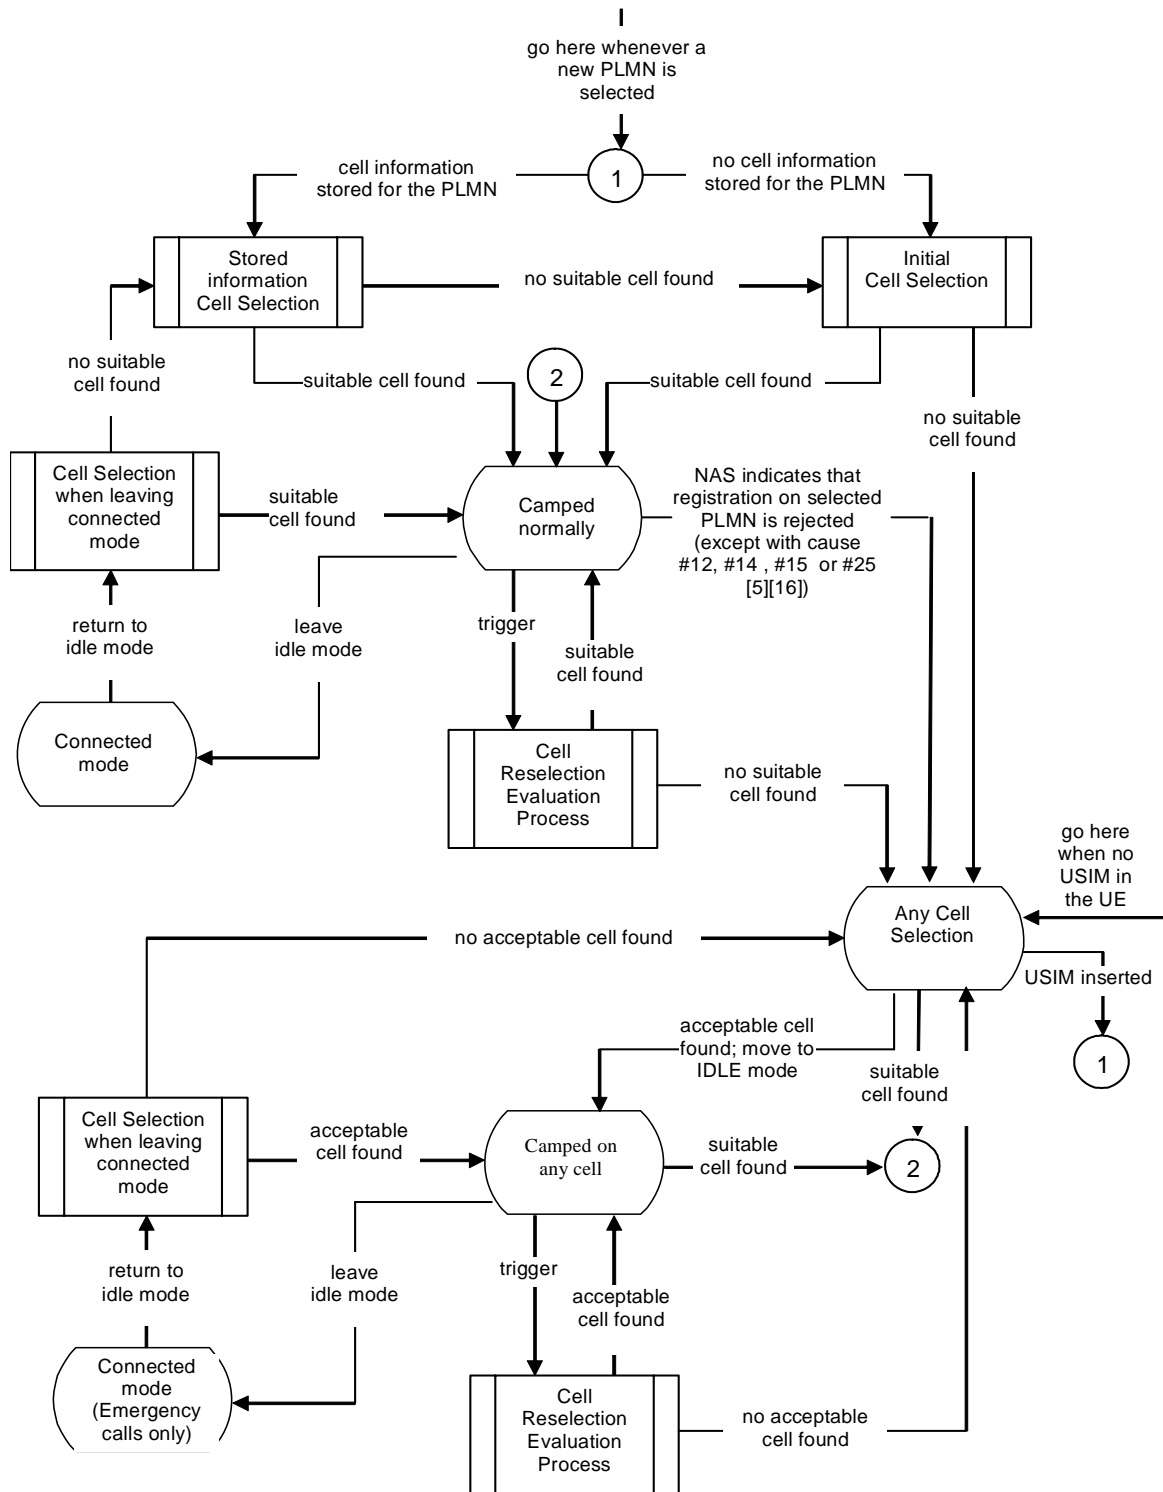 go here whenever a
new PLMN is
selected
cell information
stored for the PLMN
1
no cell information
stored for the PLMN
Stored
information
Cell Selection
no suitable cell found
Initial
Cell Selection
no suitable
cell found
suitable cell found
2
suitable cell found
no suitable
cell found
Cell Selection
when leaving
connected
mode
suitable
cell found
Camped
normally
NAS indicates that
registration on selected
PLMN is rejected
(except with cause
#12, #14 , #15 or #25
[5][16])
return to
idle mode
leave
idle mode
trigger
suitable
cell found
Connected
mode
Cell
Reselection
Evaluation
Process
no suitable
cell found
go here
when no
USIM in
the UE
Any Cell
Selection
no acceptable cell found
USIM inserted
1
acceptable cell
found; move to
IDLE mode
suitable
cell found
Cell Selection
when leaving
connected
mode
acceptable
cell found
Camped on
any cell
suitable
cell found
2
return to
idle mode
leave
idle mode
trigger
acceptable
cell found
Connected
mode
(Emergency
calls only)
Cell
Reselection
Evaluation
Process
no acceptable
cell found